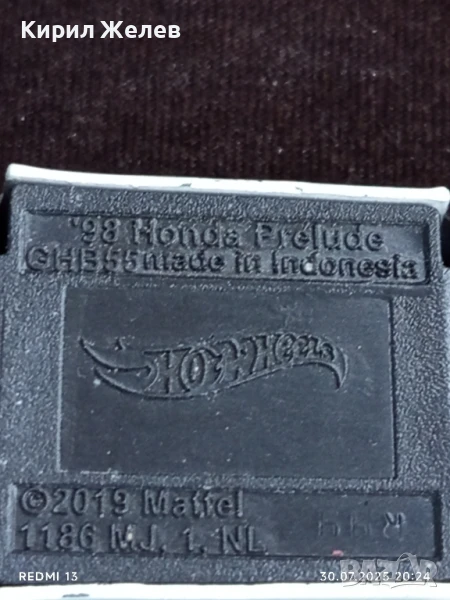 Кирил Желев
'98 Honda Prelude
GHB55 made in Indonesia
Hot Wheels
©2019 Mattel
1186 MJ, 1, NL
BAZAR
REDMI 13
30.07.2025 20:24